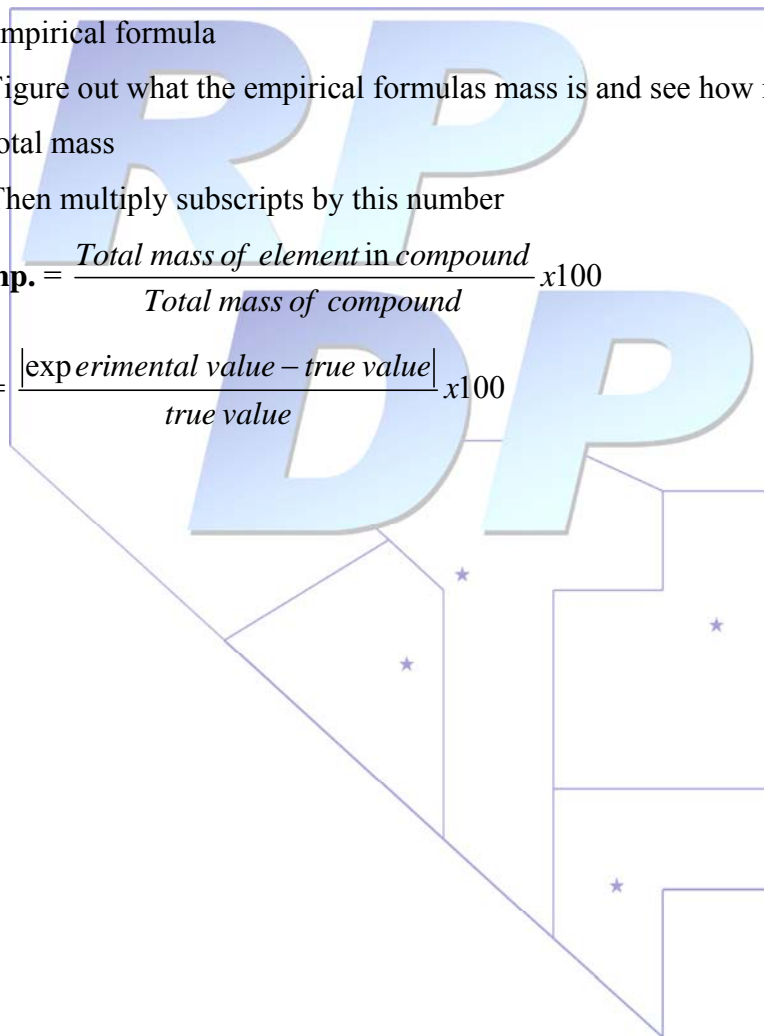 mpirical formula
Figure out what the empirical formulas mass is and see how
otal mass
Then multiply subscripts by this number
np. = Total mass of element in compound / Total mass of compound x100
= |experimental value – true value| / true value x100
RP
DP